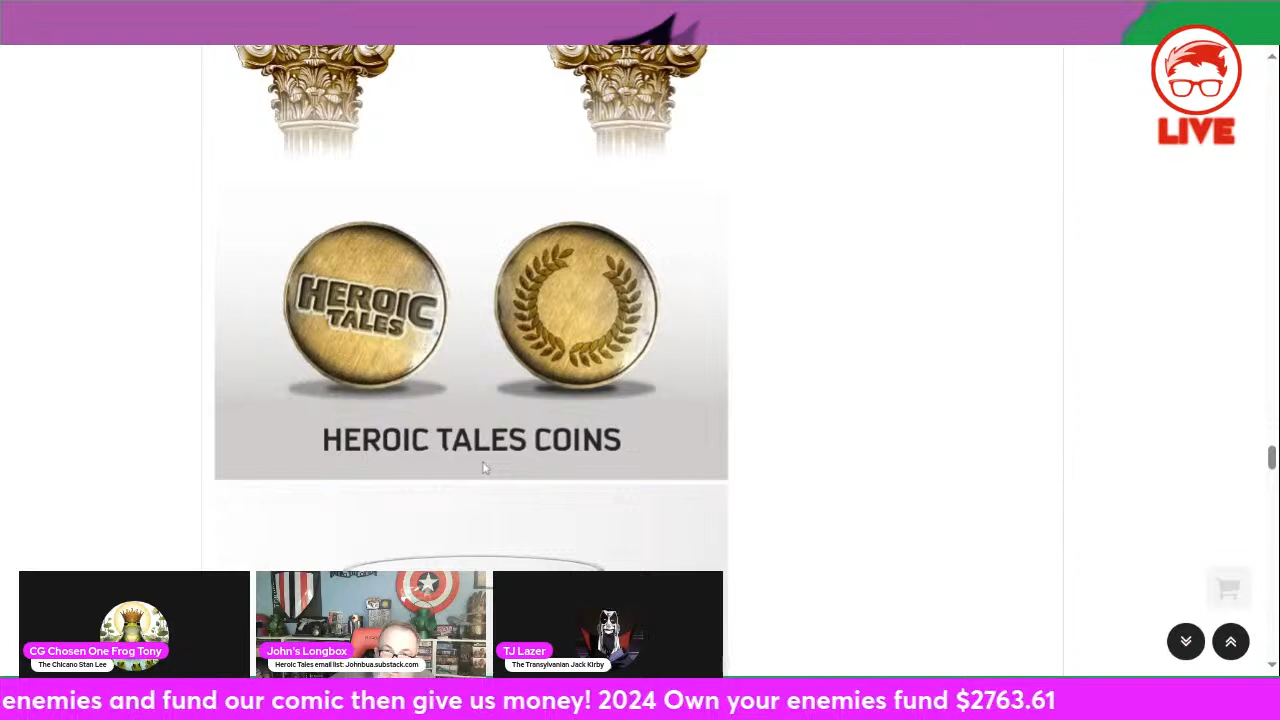 LIVE
HEROIC
TALES
HEROIC TALES COINS
CG Chosen One Frog Tony
The Chicano Stan Lee
John's Longbox
Heroic Tales email list: Johnbua.substack.com
TJ Lazer
The Transylvanian Jack Kirby
enemies and fund our comic then give us money! 2024 Own your enemies fund $2763.61